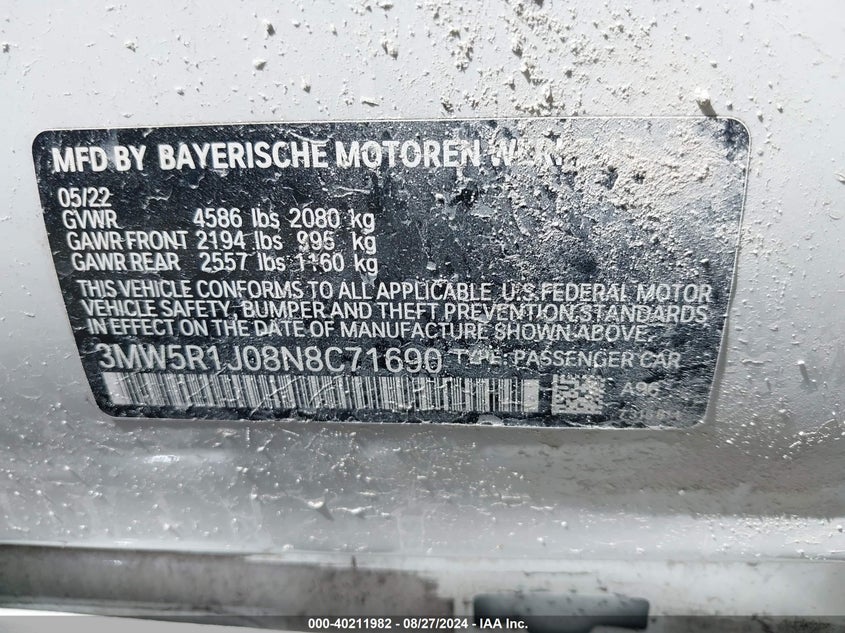 MFD BY BAYERISCHE MOTOREN
05/22
GVWR 4586 lbs 2080 kg
GAWR FRONT 2194 lbs 995 kg
GAWR REAR 2557 lbs 1160 kg
THIS VEHICLE CONFORMS TO ALL APPLICABLE U.S.FEDERAL MOTOR
VEHICLE SAFETY, BUMPER AND THEFT PREVENTION STANDARDS
IN EFFECT ON THE DATE OF MANUFACTURE SHOWN ABOVE.
3MW5R1J08N8C71690 TYPE: PASSENGER CAR
000-40211982 - 08/27/2024 - Copyright © 2024 - IAA Inc.